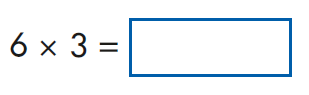 6 × 3 =